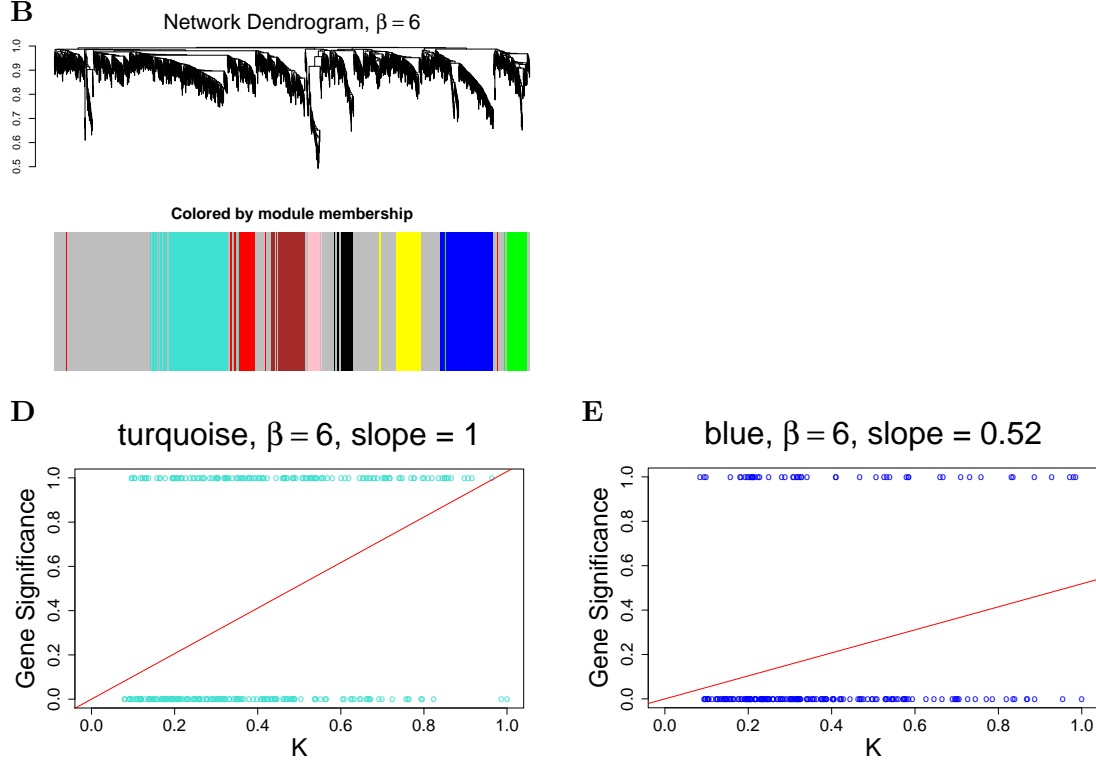 B
Network Dendrogram, β = 6
1.0
0.9
0.8
0.7
0.6
0.5
Colored by module membership
D
turquoise, β = 6, slope = 1
Gene Significance
1.0
0.8
0.6
0.4
0.2
0.0
0.0 0.2 0.4 0.6 0.8 1.0
K
E
blue, β = 6, slope = 0.52
Gene Significance
1.0
0.8
0.6
0.4
0.2
0.0
0.0 0.2 0.4 0.6 0.8 1.0
K